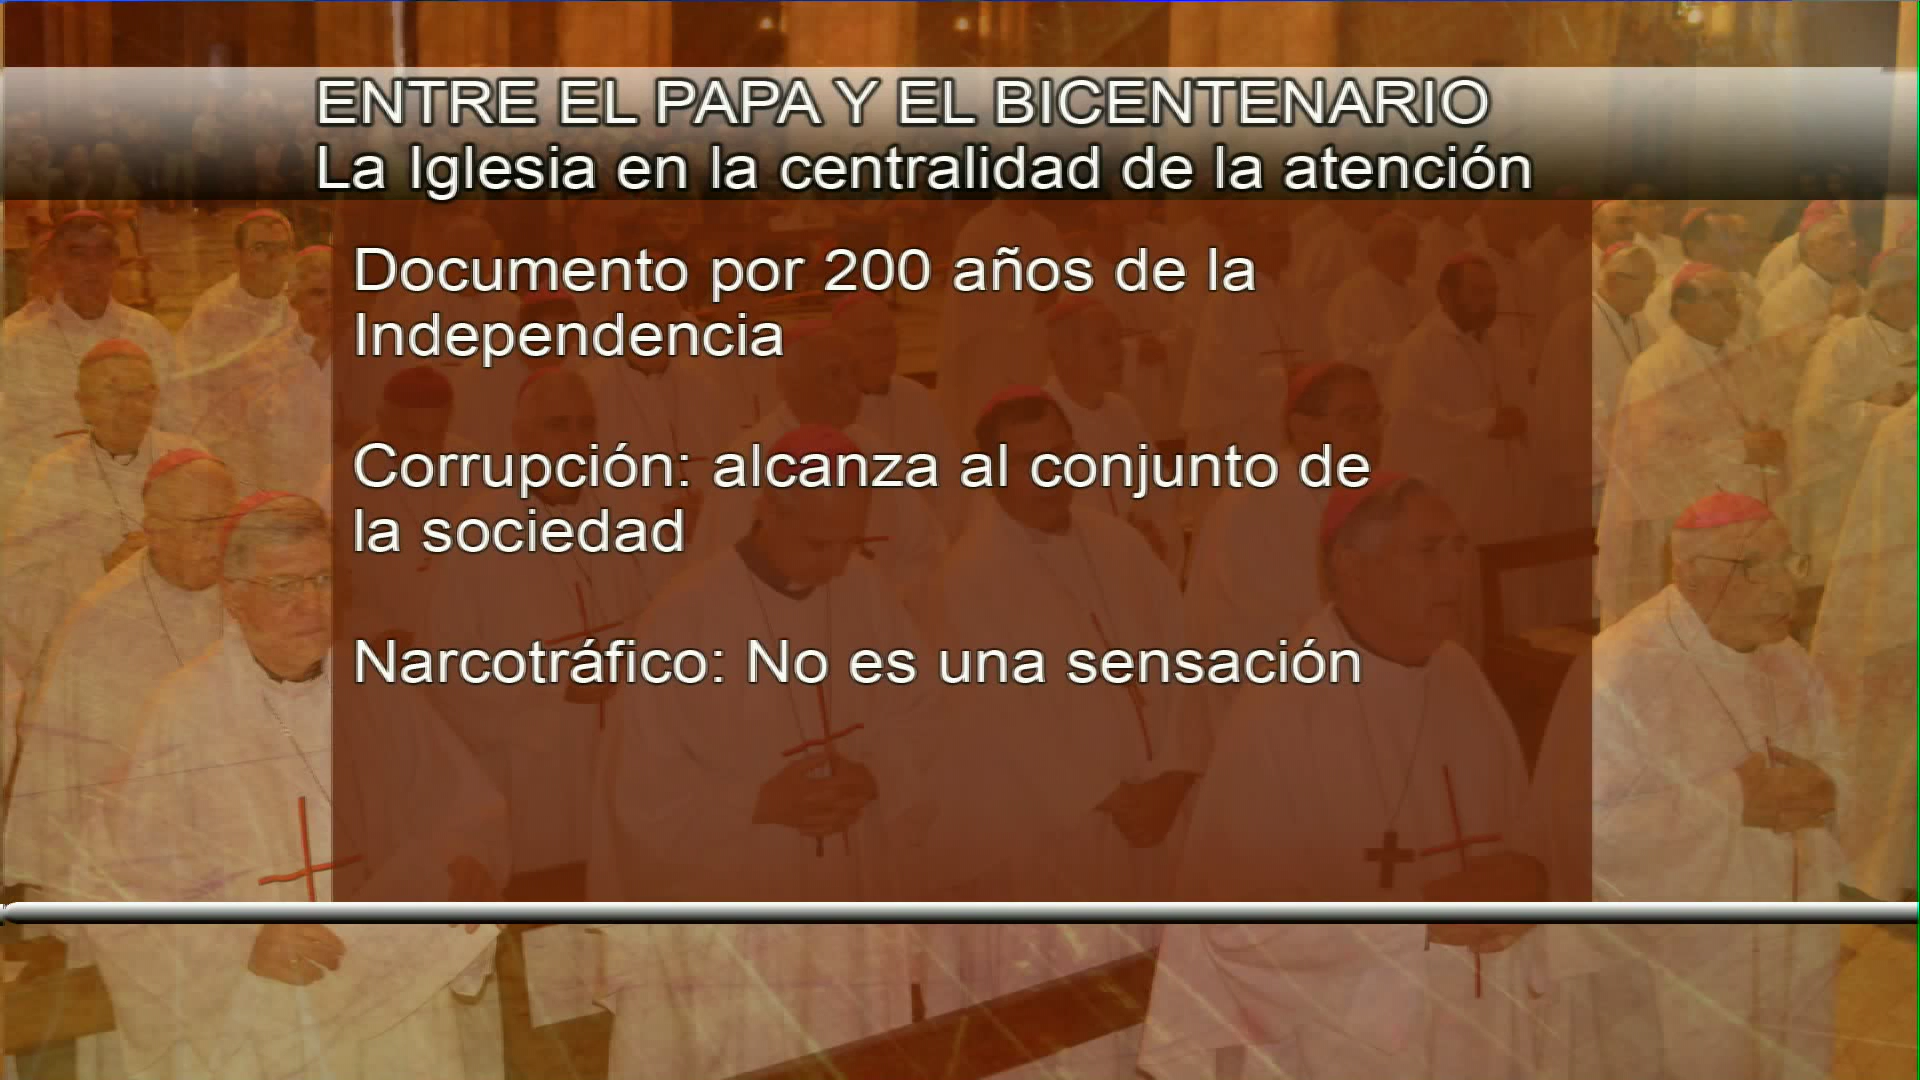 ENTRE EL PAPA Y EL BICENTENARIO
La Iglesia en la centralidad de la atención
Documento por 200 años de la
Independencia
Corrupción: alcanza al conjunto de
la sociedad
Narcotráfico: No es una sensación